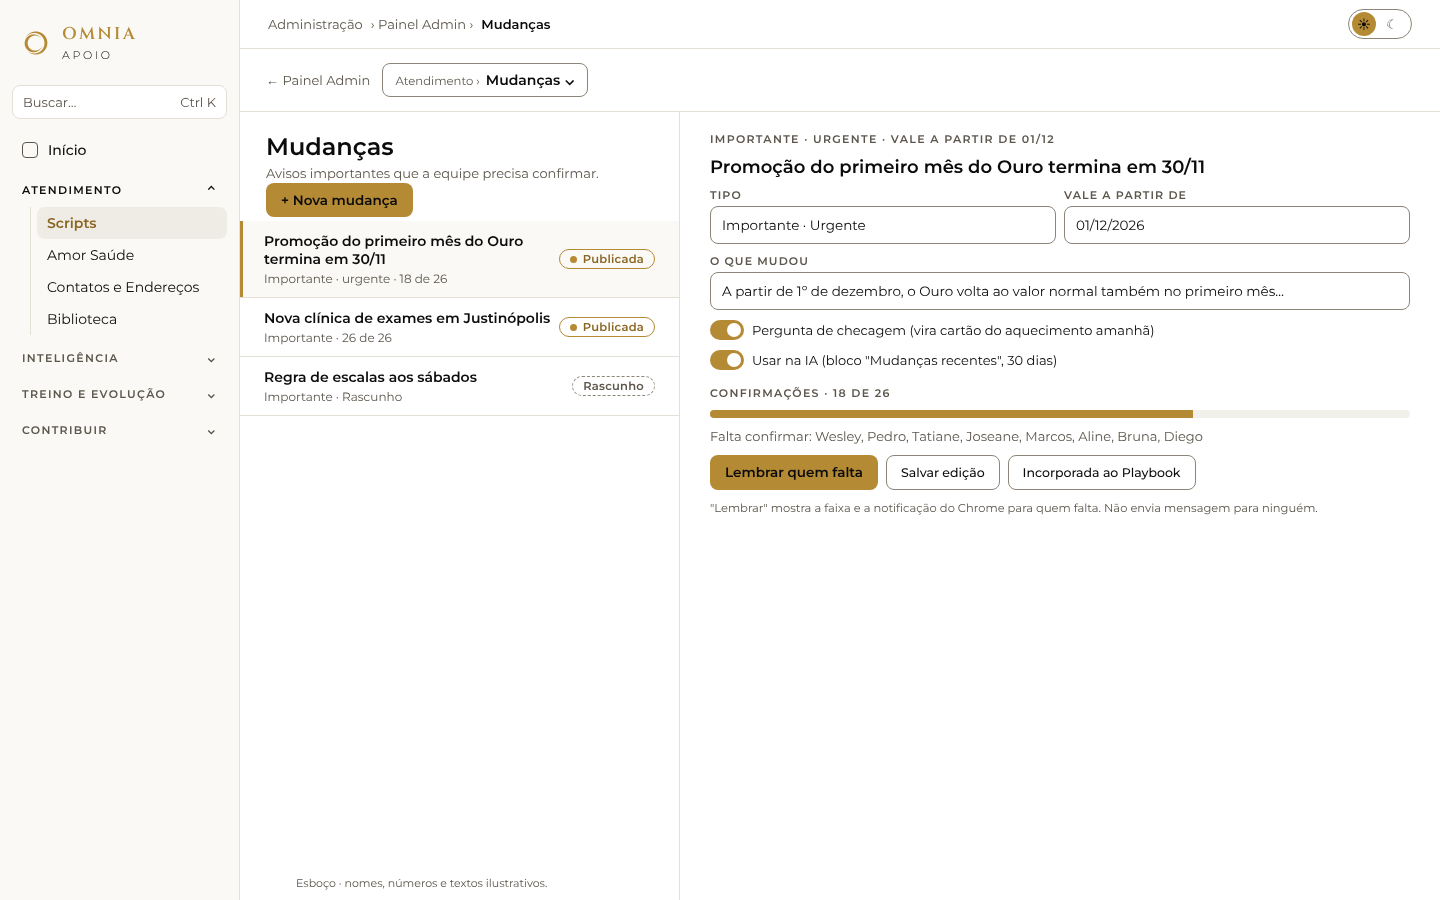 OMNIA
APOIO
Buscar... Ctrl K
Início
ATENDIMENTO
Scripts
Amor Saúde
Contatos e Endereços
Biblioteca
INTELIGÊNCIA
TREINO E EVOLUÇÃO
CONTRIBUIR
Administração › Painel Admin › Mudanças
← Painel Admin Atendimento › Mudanças
Mudanças
Avisos importantes que a equipe precisa confirmar.
+ Nova mudança
Promoção do primeiro mês do Ouro
termina em 30/11
Importante · urgente · 18 de 26
Publicada
Nova clínica de exames em Justinópolis
Importante · 26 de 26
Publicada
Regra de escalas aos sábados
Importante · Rascunho
Rascunho
Esboço · nomes, números e textos ilustrativos.
IMPORTANTE · URGENTE · VALE A PARTIR DE 01/12
Promoção do primeiro mês do Ouro termina em 30/11
TIPO VALE A PARTIR DE
Importante · Urgente 01/12/2026
O QUE MUDOU
A partir de 1º de dezembro, o Ouro volta ao valor normal também no primeiro mês...
Pergunta de checagem (vira cartão do aquecimento amanhã)
Usar na IA (bloco "Mudanças recentes", 30 dias)
CONFIRMAÇÕES · 18 DE 26
Falta confirmar: Wesley, Pedro, Tatiane, Joseane, Marcos, Aline, Bruna, Diego
Lembrar quem falta Salvar edição Incorporada ao Playbook
"Lembrar" mostra a faixa e a notificação do Chrome para quem falta. Não envia mensagem para ninguém.